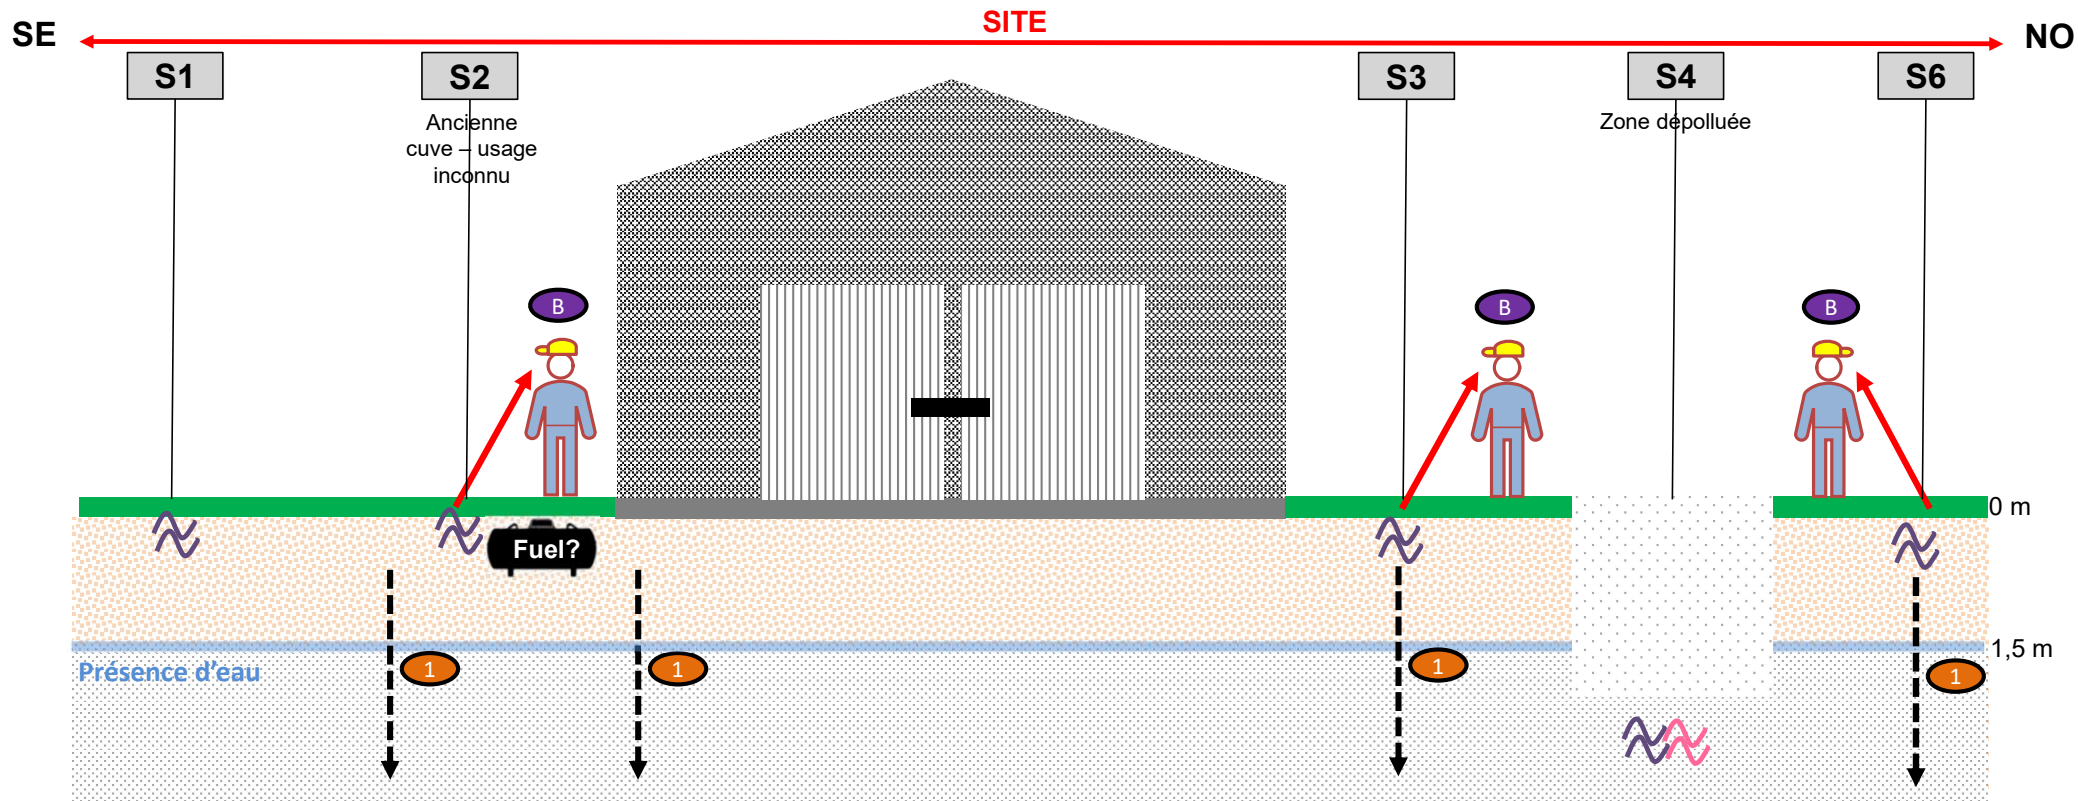 SITE
SE
NO
S1
S2
S3
S4
S6
Ancienne
cuve – usage
inconnu
Zone dépolluée
B
B
B
0 m
Fuel?
1,5 m
Présence d'eau
1
1
1
1